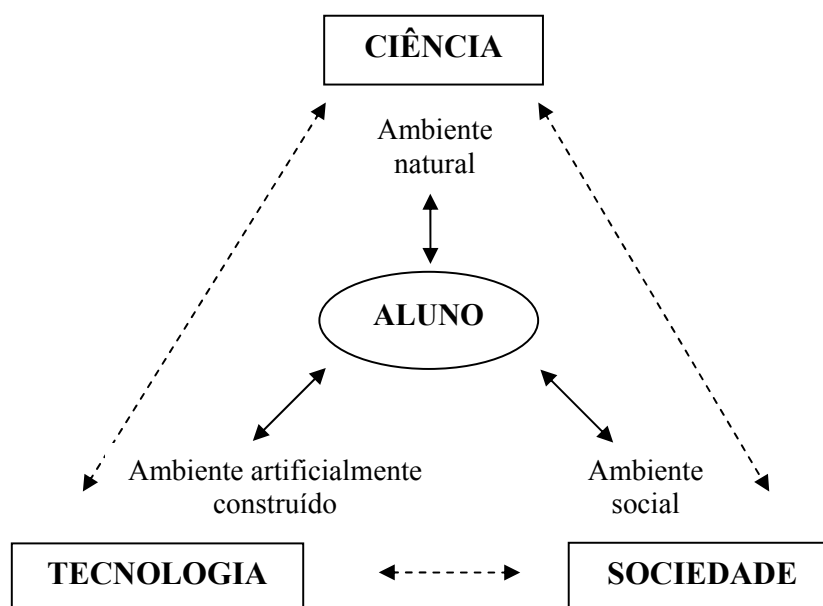 CIÊNCIA
Ambiente
natural
ALUNO
Ambiente artificialmente
construído
Ambiente
social
TECNOLOGIA
SOCIEDADE